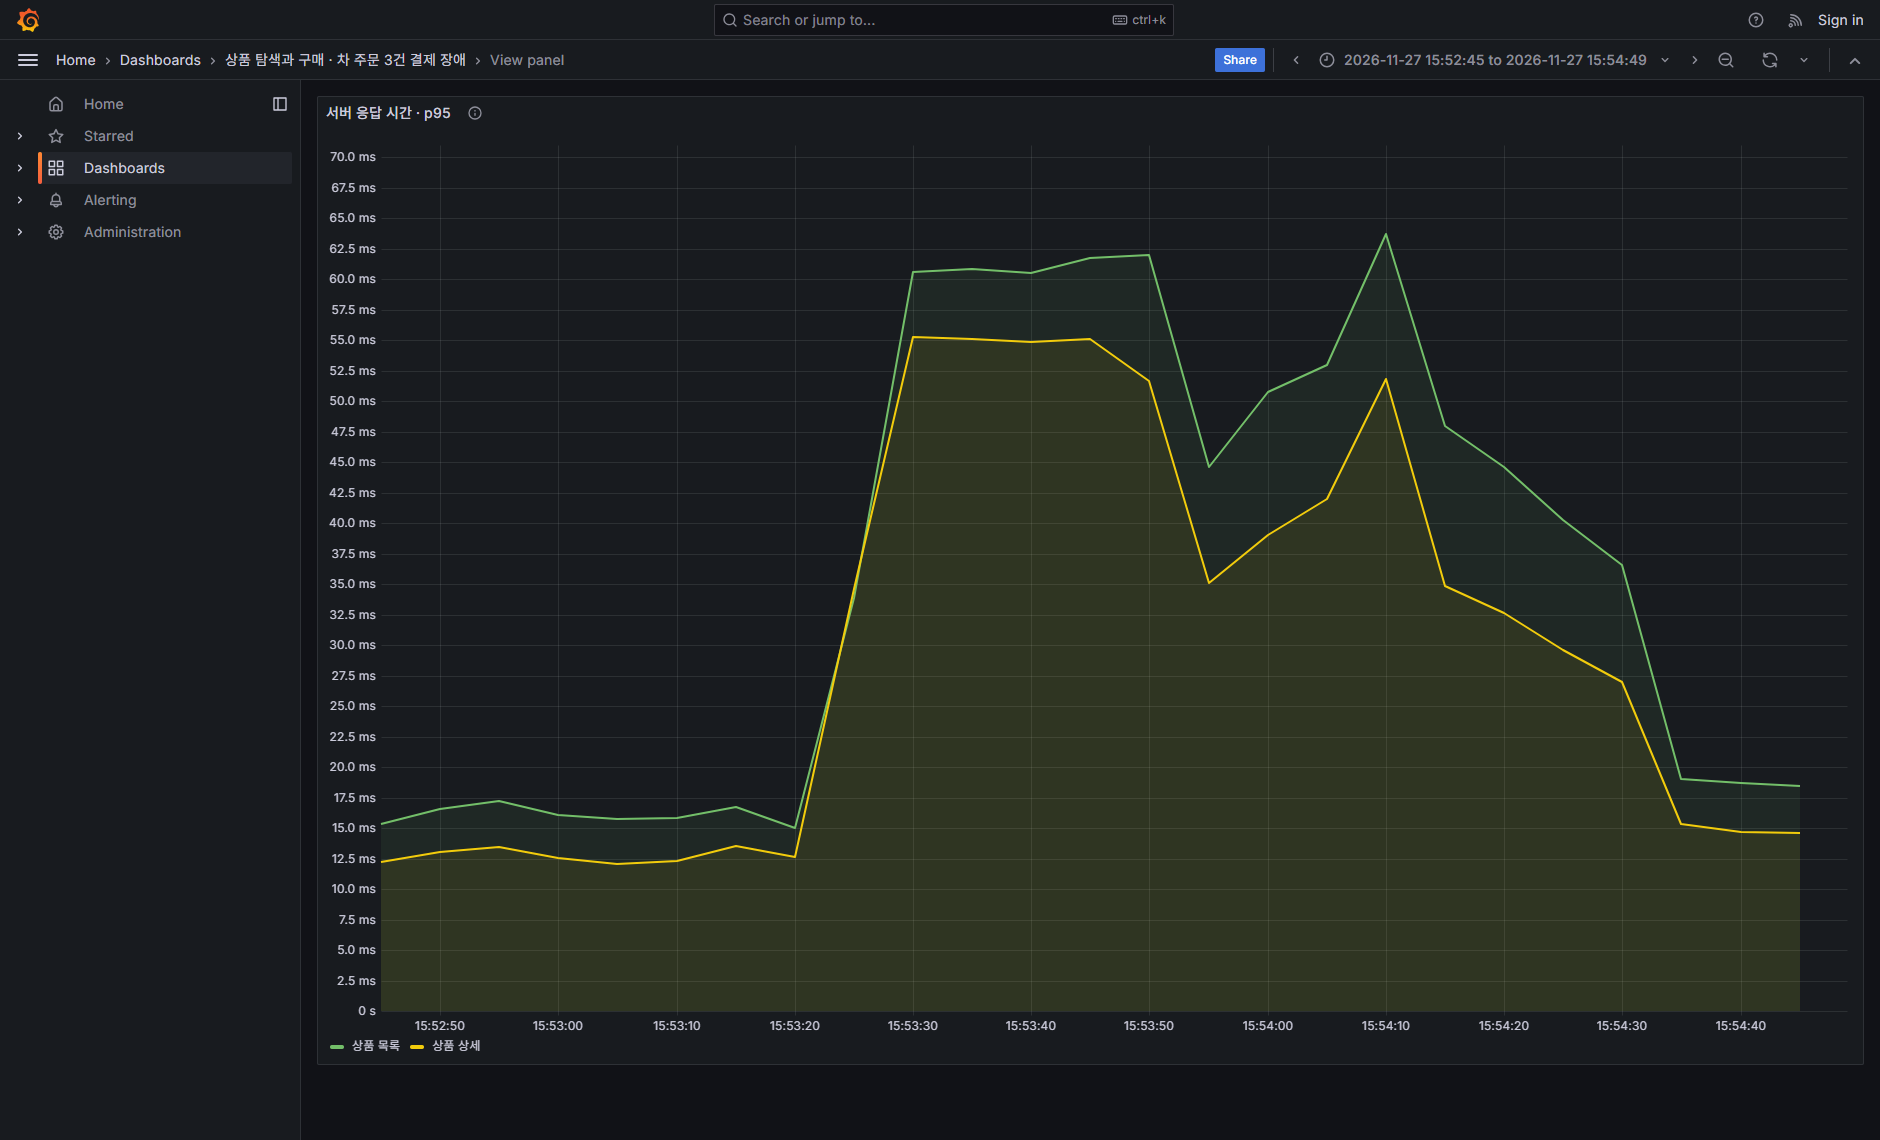 Search or jump to...
ctrl+k
Sign in
Home › Dashboards › 상품 탐색과 구매 · 차 주문 3건 결제 장애 › View panel
Share
2026-11-27 15:52:45 to 2026-11-27 15:54:49
Home
Starred
Dashboards
Alerting
Administration
서버 응답 시간 · p95
70.0 ms
67.5 ms
65.0 ms
62.5 ms
60.0 ms
57.5 ms
55.0 ms
52.5 ms
50.0 ms
47.5 ms
45.0 ms
42.5 ms
40.0 ms
37.5 ms
35.0 ms
32.5 ms
30.0 ms
27.5 ms
25.0 ms
22.5 ms
20.0 ms
17.5 ms
15.0 ms
12.5 ms
10.0 ms
7.5 ms
5.0 ms
2.5 ms
0 s
15:52:50 15:53:00 15:53:10 15:53:20 15:53:30 15:53:40 15:53:50 15:54:00 15:54:10 15:54:20 15:54:30 15:54:40
상품 목록 상품 상세